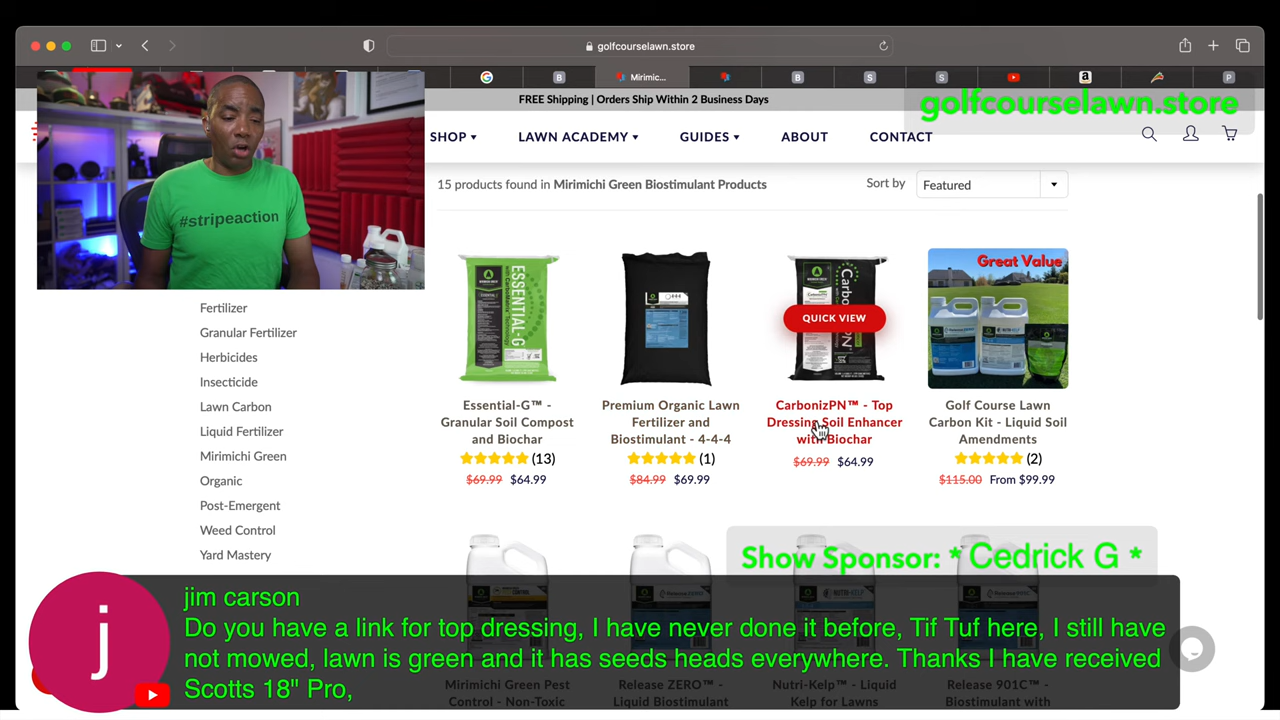 golfcourselawn.store
Mirimic...
FREE Shipping | Orders Ship Within 2 Business Days
golfcourselawn.store
SHOP
LAWN ACADEMY
GUIDES
ABOUT
CONTACT
#stripeaction
15 products found in Mirimichi Green Biostimulant Products
Sort by
Featured
Fertilizer
Granular Fertilizer
Herbicides
Insecticide
Lawn Carbon
Liquid Fertilizer
Mirimichi Green
Organic
Post-Emergent
Weed Control
Yard Mastery
ESSENTIAL-G
4-4-4
CarbonizPN
QUICK VIEW
Great Value
Essential-G™ -
Granular Soil Compost
and Biochar
(13)
$69.99 $64.99
Premium Organic Lawn
Fertilizer and
Biostimulant - 4-4-4
(1)
$84.99 $69.99
CarbonizPN™ - Top
Dressing Soil Enhancer
with Biochar
$69.99 $64.99
Golf Course Lawn
Carbon Kit - Liquid Soil
Amendments
(2)
$115.00 From $99.99
Show Sponsor: * Cedrick G *
j
jim carson
Do you have a link for top dressing, I have never done it before, Tif Tuf here, I still have
not mowed, lawn is green and it has seeds heads everywhere. Thanks I have received
Scotts 18" Pro,
Mirimichi Green Pest
Control - Non-Toxic
Release ZERO™ -
Liquid Biostimulant
Nutri-Kelp™ - Liquid
Kelp for Lawns
Release 901C™ -
Biostimulant with